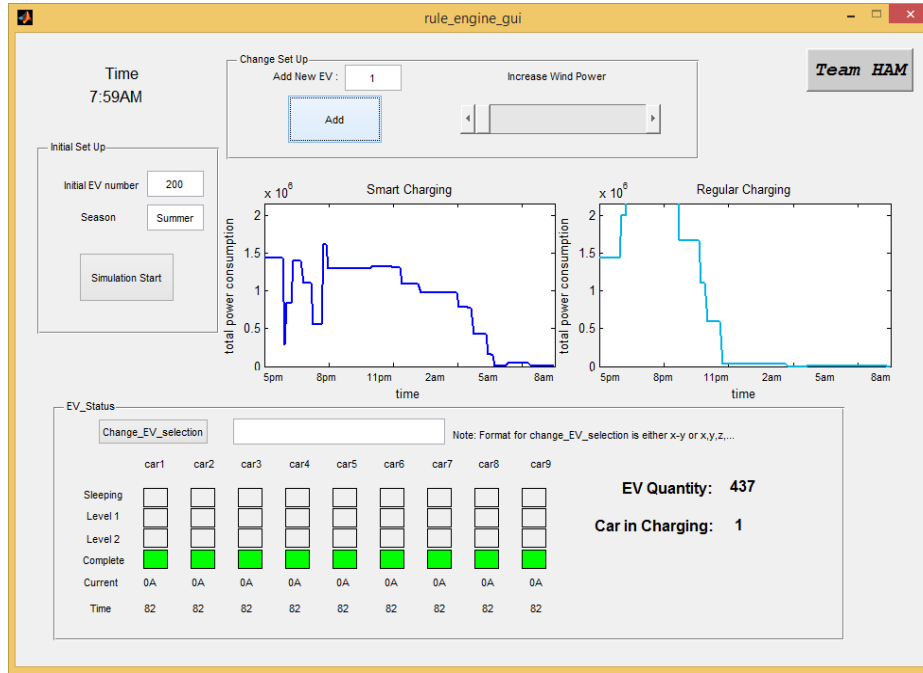 rule_engine_gui
Time
7:59AM
Change Set Up
Add New EV :
1
Increase Wind Power
Add
Team HAM
Initial Set Up
Initial EV number
200
Season
Summer
Simulation Start
x 10^6
Smart Charging
total power consumption
2
1.5
1
0.5
0
5pm 8pm 11pm 2am 5am 8am
time
x 10^6
Regular Charging
total power consumption
2
1.5
1
0.5
0
5pm 8pm 11pm 2am 5am 8am
time
EV_Status
Change_EV_selection
Note: Format for change_EV_selection is either x-y or x,y,z,...
car1 car2 car3 car4 car5 car6 car7 car8 car9
Sleeping
Level 1
Level 2
Complete
Current 0A 0A 0A 0A 0A 0A 0A 0A 0A
Time 82 82 82 82 82 82 82 82 82
EV Quantity: 437
Car in Charging: 1